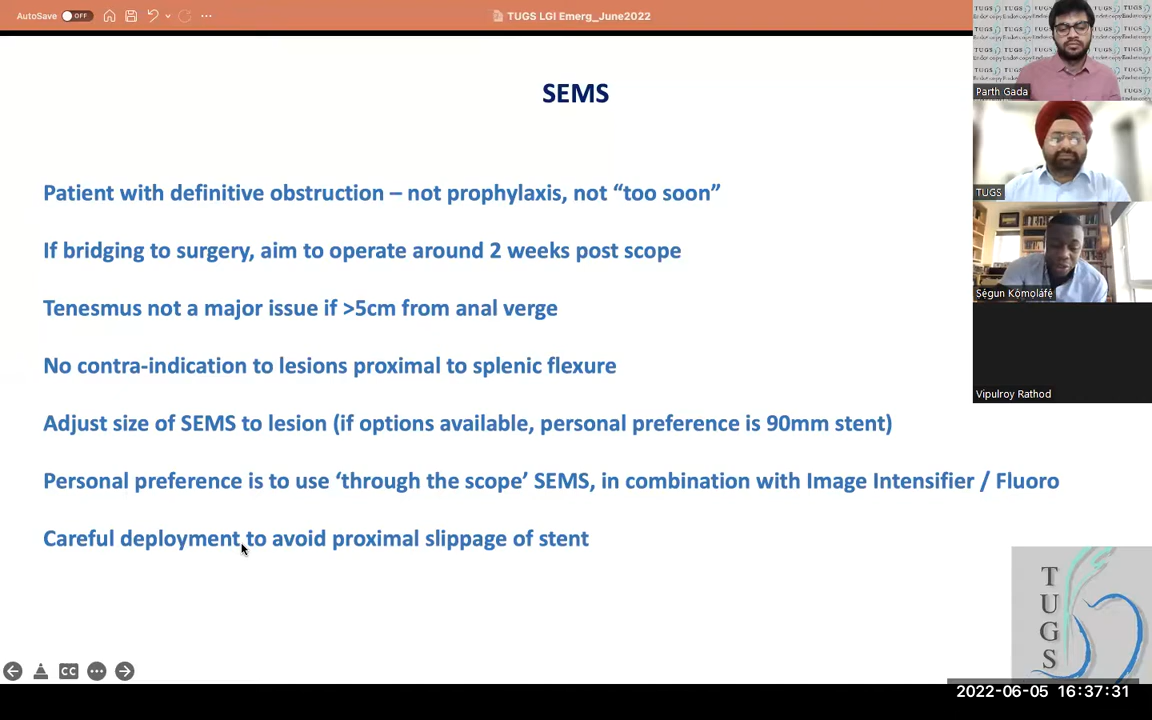 AutoSave OFF
TUGS LGI Emerg_June2022
SEMS
Patient with definitive obstruction – not prophylaxis, not “too soon”
If bridging to surgery, aim to operate around 2 weeks post scope
Tenesmus not a major issue if >5cm from anal verge
No contra-indication to lesions proximal to splenic flexure
Adjust size of SEMS to lesion (if options available, personal preference is 90mm stent)
Personal preference is to use ‘through the scope’ SEMS, in combination with Image Intensifier / Fluoro
Careful deployment to avoid proximal slippage of stent
CC
Parth Gada
TUGS
Ségun Kómoláfé
Vipulroy Rathod
T
U
G
S
2022-06-05 16:37:31